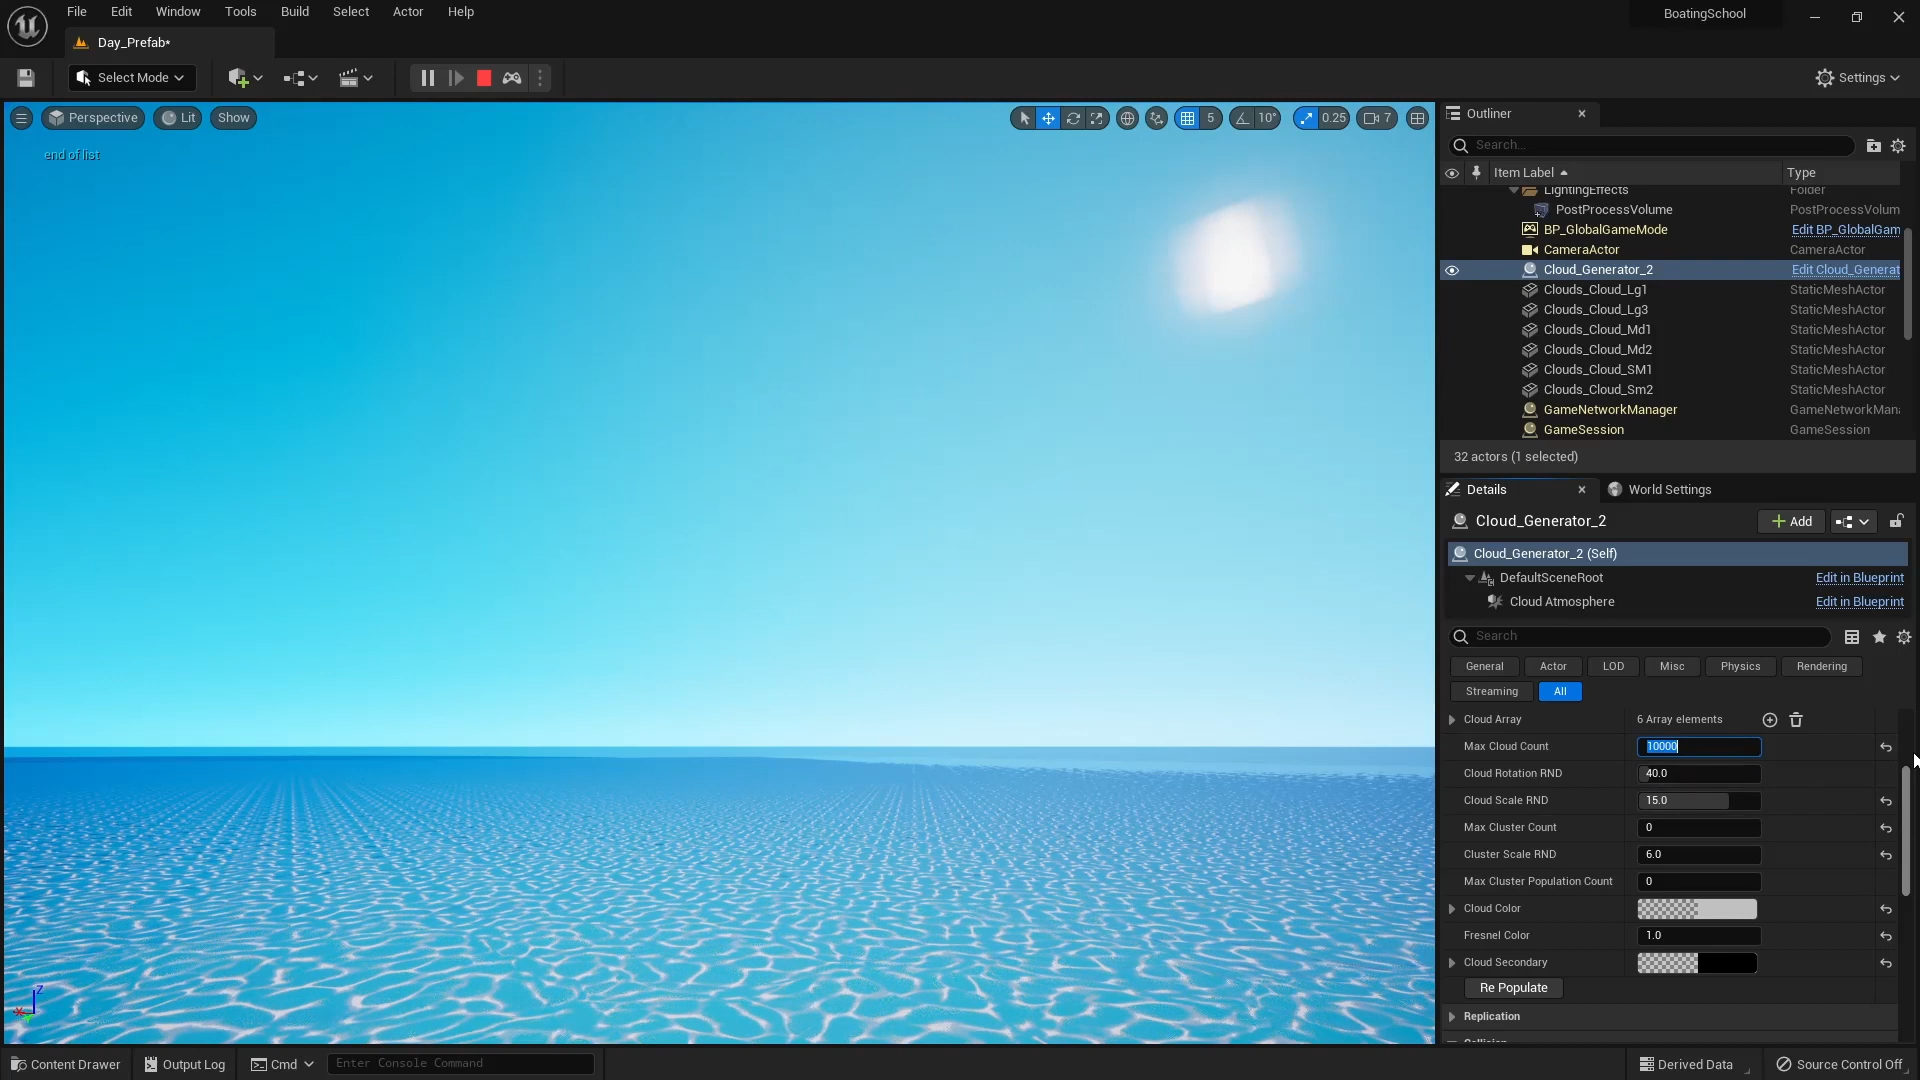 File Edit Window Tools Build Select Actor Help
BoatingSchool
Day_Prefab*
Select Mode
Settings
Perspective Lit Show
5 10° 0.25 7
end of list
Outliner
Search...
Item Label Type
LightingEffects Folder
PostProcessVolume PostProcessVolum
BP_GlobalGameMode Edit BP_GlobalGam
CameraActor CameraActor
Cloud_Generator_2 Edit Cloud_Generat
Clouds_Cloud_Lg1 StaticMeshActor
Clouds_Cloud_Lg3 StaticMeshActor
Clouds_Cloud_Md1 StaticMeshActor
Clouds_Cloud_Md2 StaticMeshActor
Clouds_Cloud_SM1 StaticMeshActor
Clouds_Cloud_Sm2 StaticMeshActor
GameNetworkManager GameNetworkMan
GameSession GameSession
32 actors (1 selected)
Details World Settings
Cloud_Generator_2 Add
Cloud_Generator_2 (Self)
DefaultSceneRoot Edit in Blueprint
Cloud Atmosphere Edit in Blueprint
Search
General Actor LOD Misc Physics Rendering
Streaming All
Cloud Array 6 Array elements
Max Cloud Count 10000
Cloud Rotation RND 40.0
Cloud Scale RND 15.0
Max Cluster Count 0
Cluster Scale RND 6.0
Max Cluster Population Count 0
Cloud Color
Fresnel Color 1.0
Cloud Secondary
Re Populate
Replication
X Z
Content Drawer Output Log Cmd Enter Console Command Derived Data Source Control Off